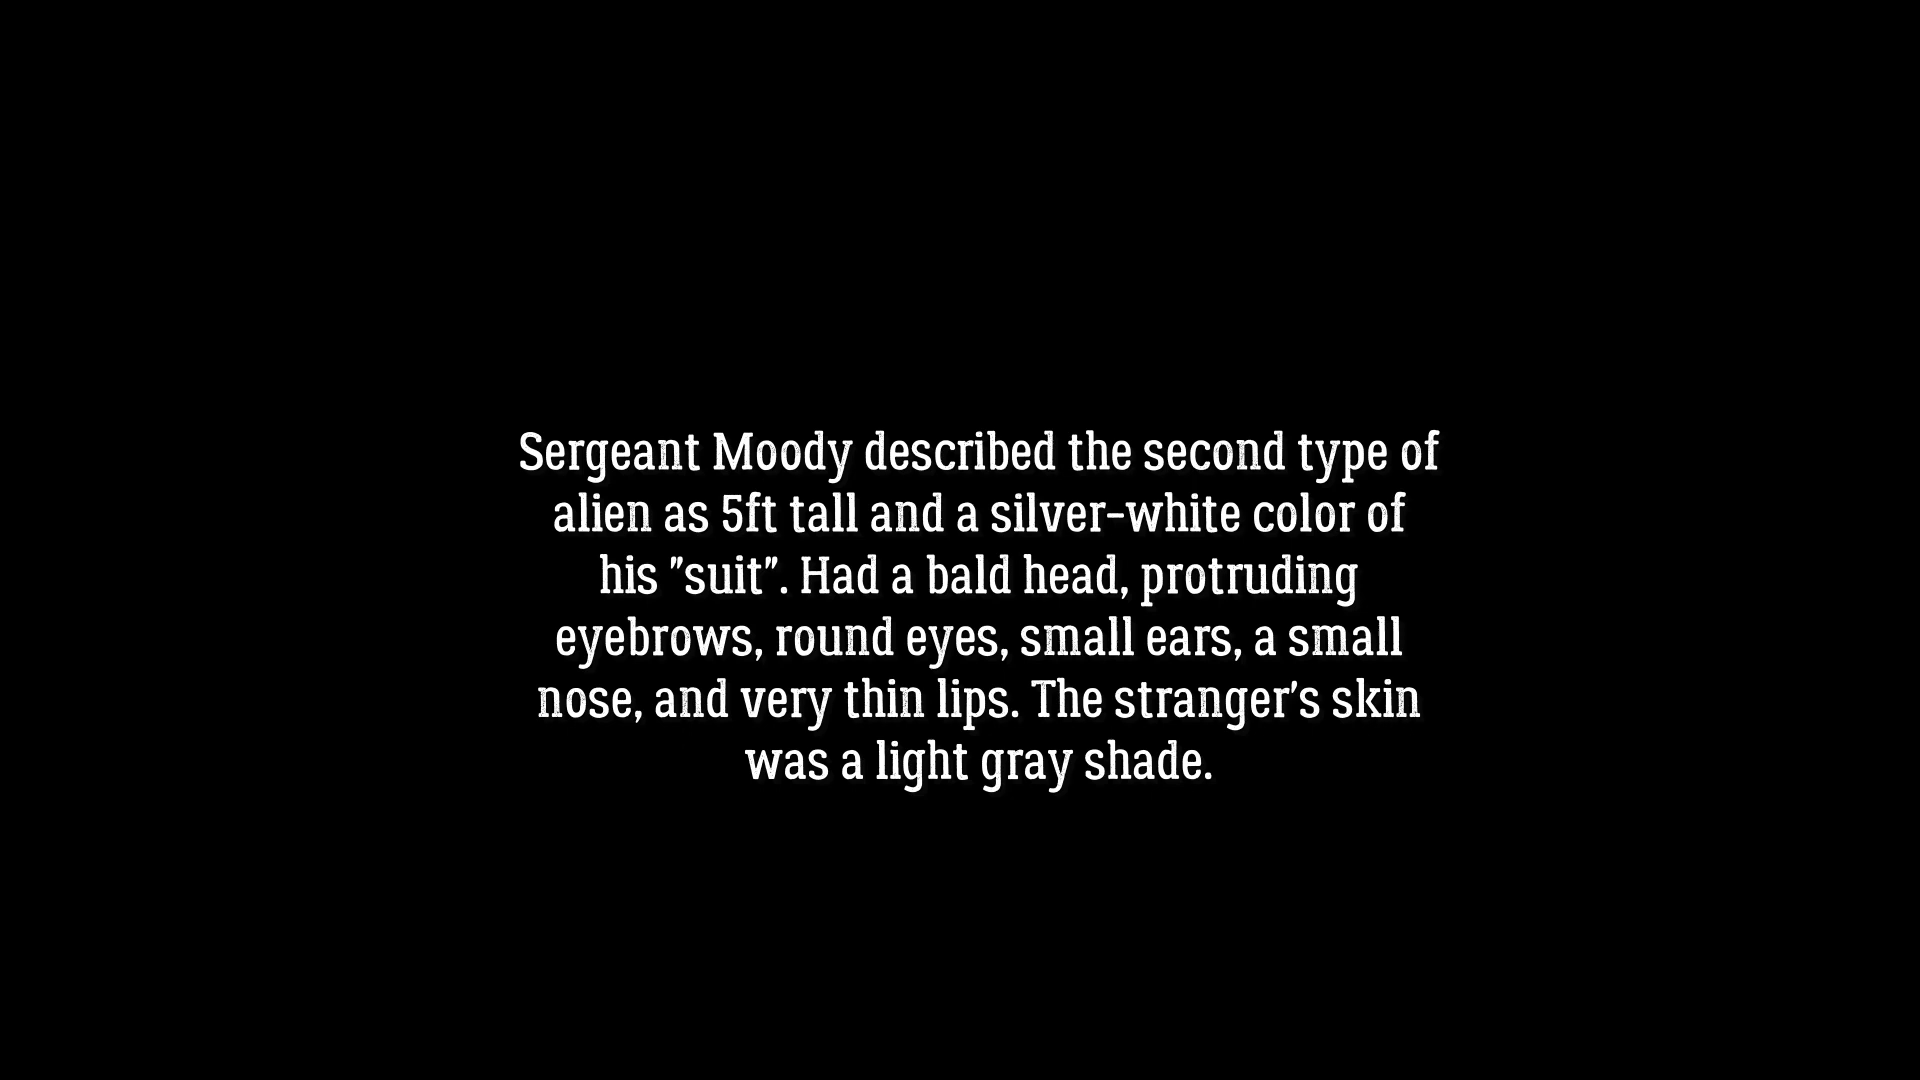 Sergeant Moody described the second type of
alien as 5ft tall and a silver-white color of
his "suit". Had a bald head, protruding
eyebrows, round eyes, small ears, a small
nose, and very thin lips. The stranger's skin
was a light gray shade.